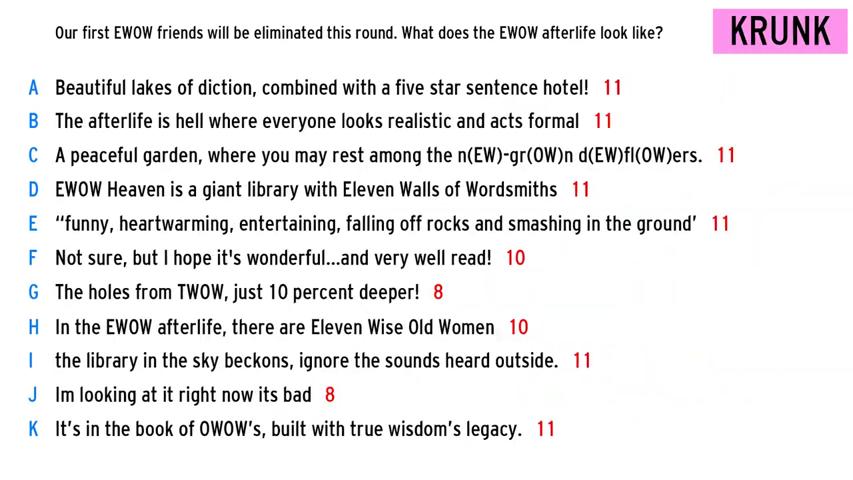 Our first EWOW friends will be eliminated this round. What does the EWOW afterlife look like?
KRUNK
A Beautiful lakes of diction, combined with a five star sentence hotel! 11
B The afterlife is hell where everyone looks realistic and acts formal 11
C A peaceful garden, where you may rest among the n(EW)-gr(OW)n d(EW)fl(OW)ers. 11
D EWOW Heaven is a giant library with Eleven Walls of Wordsmiths 11
E “funny, heartwarming, entertaining, falling off rocks and smashing in the ground’ 11
F Not sure, but I hope it's wonderful...and very well read! 10
G The holes from TWOW, just 10 percent deeper! 8
H In the EWOW afterlife, there are Eleven Wise Old Women 10
I the library in the sky beckons, ignore the sounds heard outside. 11
J Im looking at it right now its bad 8
K It’s in the book of OWOW’s, built with true wisdom’s legacy. 11